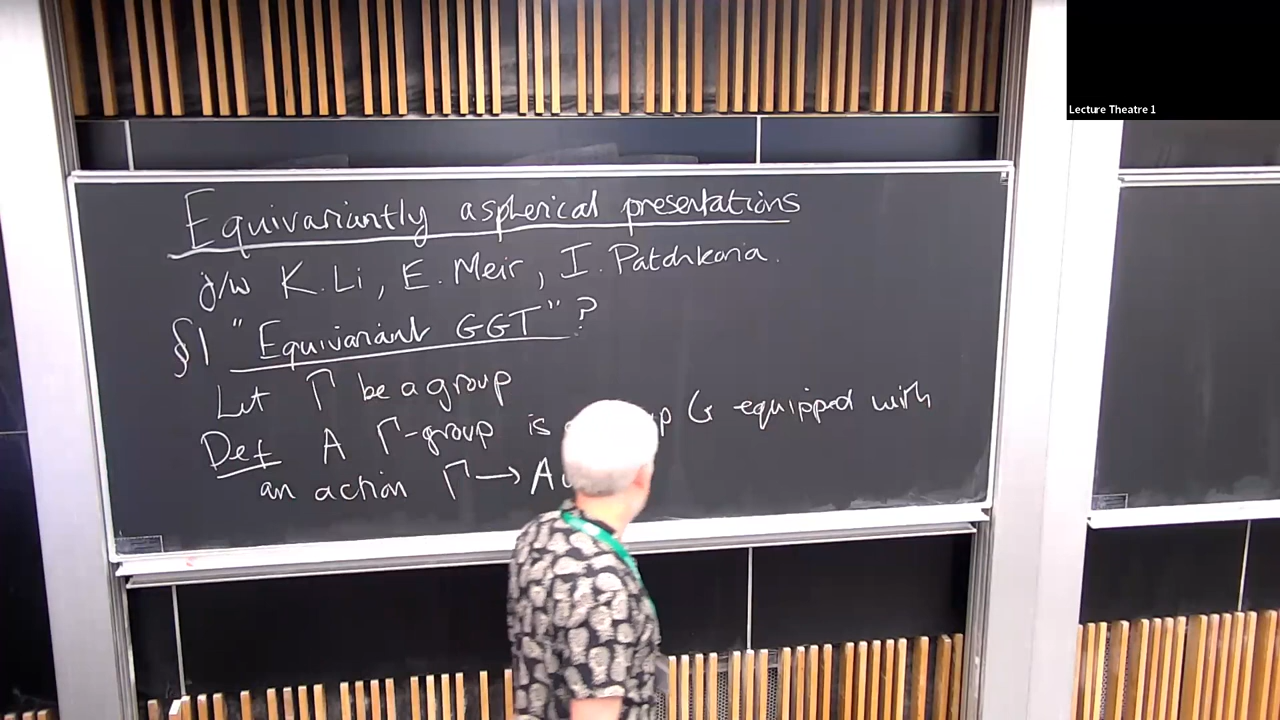 Equivariantly aspherical presentations
j/w K. Li, E. Meir, I. Patchkoria.
§1 "Equivariant GGT"?
Let Γ be a group
Def A Γ-group is G equipped with
an action Γ →
Lecture Theatre 1